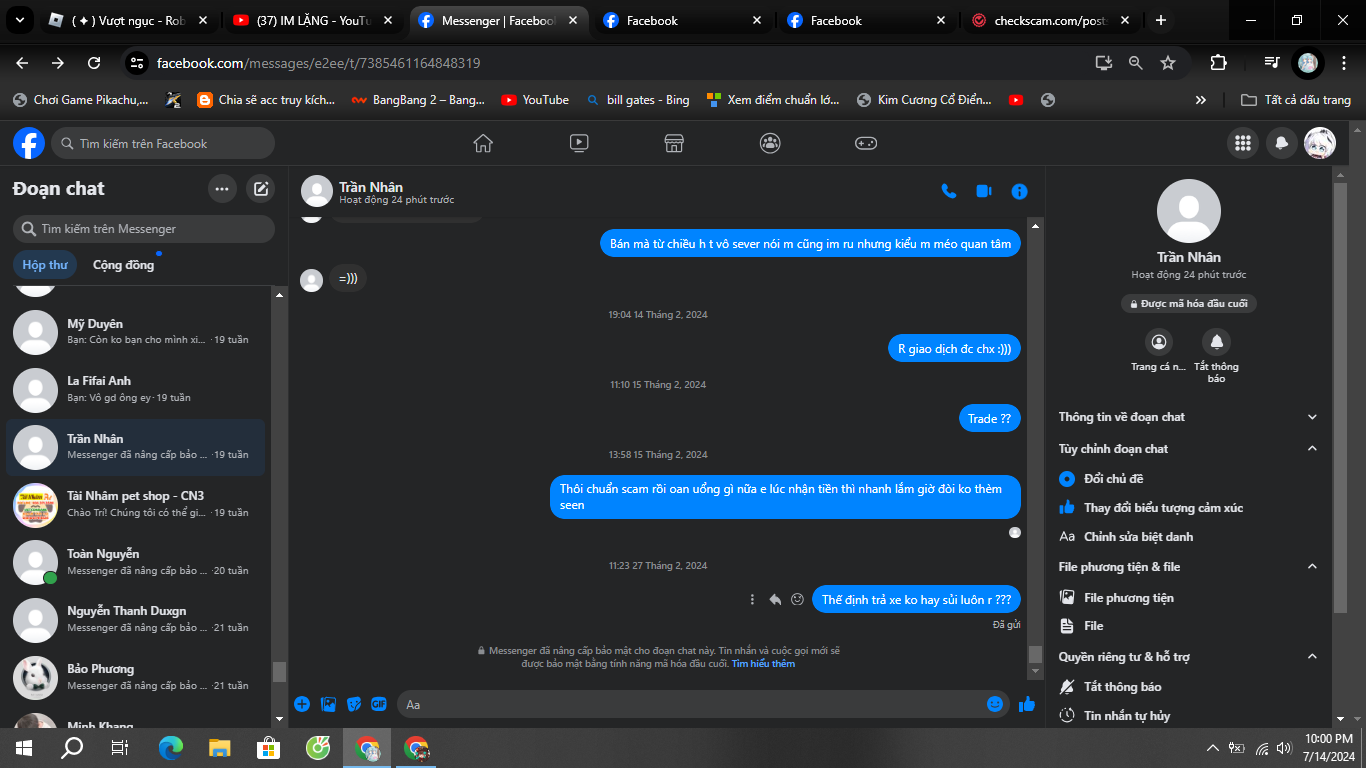 ( ✦ ) Vượt ngục - Rob
(37) IM LẶNG - YouTu
Messenger | Facebook
Facebook
Facebook
checkscam.com/posts
facebook.com/messages/e2ee/t/7385461164848319
Chơi Game Pikachu,...
Chia sẽ acc truy kích...
BangBang 2 – Bang...
YouTube
bill gates - Bing
Xem điểm chuẩn lớ...
Kim Cương Cổ Điển...
Tất cả dấu trang
Tìm kiếm trên Facebook
Đoạn chat
Tìm kiếm trên Messenger
Hộp thư
Cộng đồng
Mỹ Duyên
Bạn: Còn ko bạn cho mình xi... · 19 tuần
La Fifai Anh
Bạn: Vô gd ông ey · 19 tuần
Trần Nhân
Messenger đã nâng cấp bảo ... · 19 tuần
Tài Nhâm pet shop - CN3
Chào Trí! Chúng tôi có thể gi... · 19 tuần
Toàn Nguyễn
Messenger đã nâng cấp bảo ... · 20 tuần
Nguyễn Thanh Duxgn
Messenger đã nâng cấp bảo ... · 21 tuần
Bảo Phương
Messenger đã nâng cấp bảo ... · 21 tuần
Minh Khang
Trần Nhân
Hoạt động 24 phút trước
Bán mà từ chiều h t vô sever nói m cũng im ru nhưng kiểu m méo quan tâm
=)))
19:04 14 Tháng 2, 2024
R giao dịch đc chx :)))
11:10 15 Tháng 2, 2024
Trade ??
13:58 15 Tháng 2, 2024
Thôi chuẩn scam rồi oan uổng gì nữa e lúc nhận tiền thì nhanh lắm giờ đòi ko thèm
seen
11:23 27 Tháng 2, 2024
Thế định trả xe ko hay sủi luôn r ???
Đã gửi
Messenger đã nâng cấp bảo mật cho đoạn chat này. Tin nhắn và cuộc gọi mới sẽ
được bảo mật bằng tính năng mã hóa đầu cuối. Tìm hiểu thêm
GIF
Aa
Trần Nhân
Hoạt động 24 phút trước
Được mã hóa đầu cuối
Trang cá n...
Tắt thông
báo
Thông tin về đoạn chat
Tùy chỉnh đoạn chat
Đổi chủ đề
Thay đổi biểu tượng cảm xúc
Aa Chỉnh sửa biệt danh
File phương tiện & file
File phương tiện
File
Quyền riêng tư & hỗ trợ
Tắt thông báo
Tin nhắn tự hủy
10:00 PM
7/14/2024